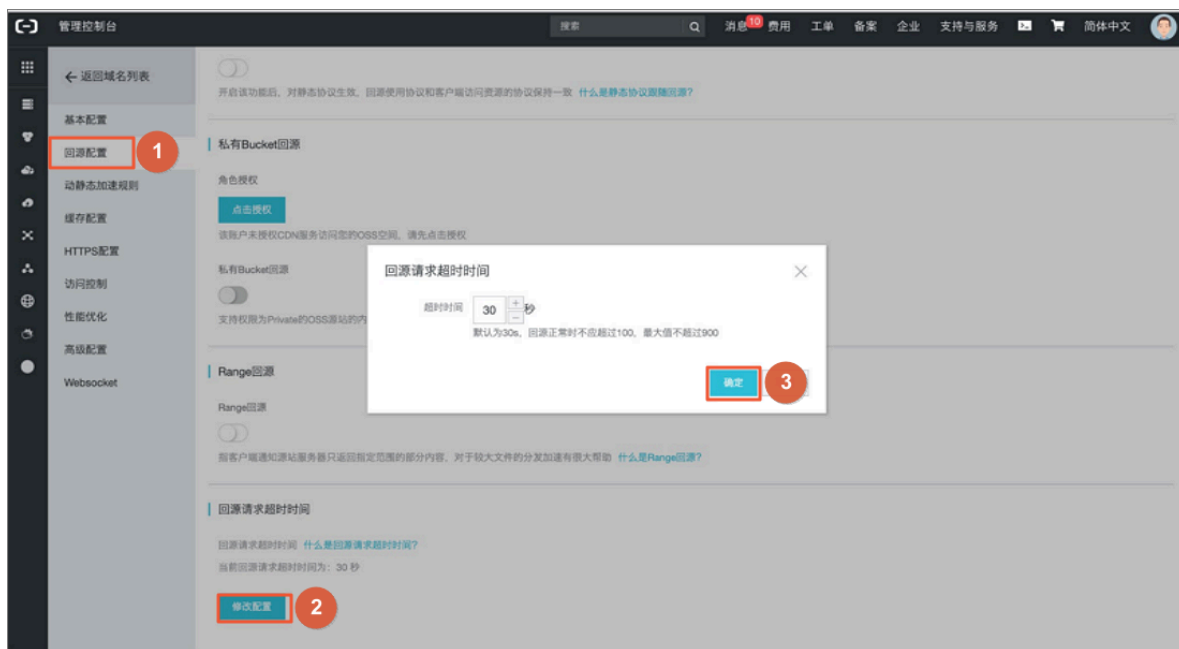 管理控制台
搜索
消息 10 费用 工单 备案 企业 支持与服务 简体中文
返回域名列表
基本配置
回源配置
1
动静态加速规则
缓存配置
HTTPS配置
访问控制
性能优化
高级配置
Websocket
开启该功能后，对静态协议生效，回源使用协议和客户端访问资源的协议保持一致 什么是静态协议跟随回源?
私有Bucket回源
角色授权
点击授权
该账户未授权CDN服务访问您的OSS空间，请先点击授权
私有Bucket回源
支持权限为Private的OSS源站的内
Range回源
Range回源
指客户端通知源站服务器只返回指定范围的部分内容，对于较大文件的分发加速有很大帮助 什么是Range回源?
回源请求超时时间
回源请求超时时间 什么是回源请求超时时间?
当前回源请求超时时间为：30 秒
修改配置
2
回源请求超时时间
超时时间 30 秒
默认为30s，回源正常时不应超过100，最大值不超过900
确定
3